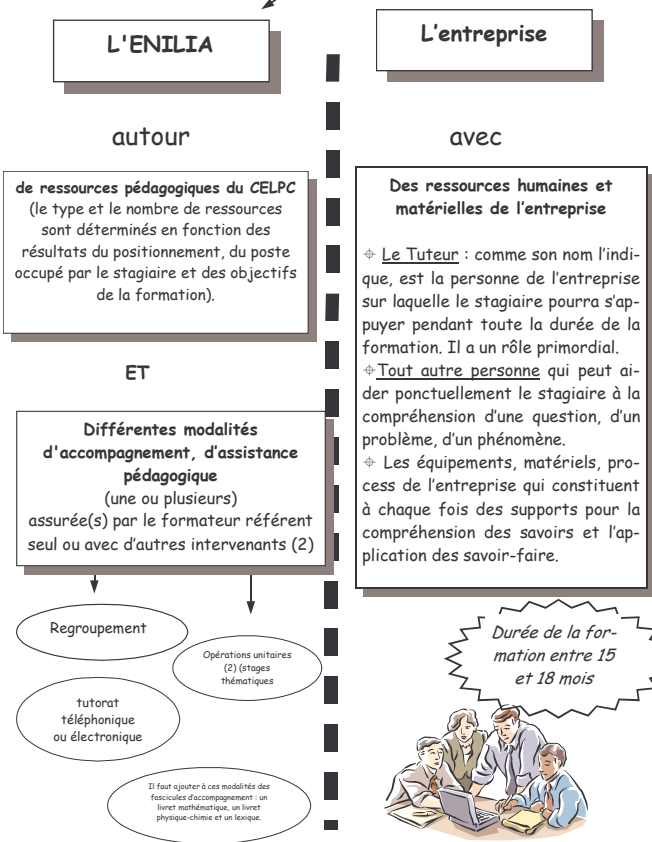 L'ENILIA
autour
de ressources pédagogiques du CELPC
(le type et le nombre de ressources
sont déterminés en fonction des
résultats du positionnement, du poste
occupé par le stagiaire et des objectifs
de la formation).
ET
Différentes modalités
d'accompagnement, d'assistance
pédagogique
(une ou plusieurs)
assurée(s) par le formateur référent
seul ou avec d'autres intervenants (2)
Regroupement
Opérations unitaires
(2) (stages
thématiques
tutorat
téléphonique
ou électronique
Il faut ajouter à ces modalités des
fascicules d'accompagnement : un
livret mathématique, un livret
physique-chimie et un lexique.
L'entreprise
avec
Des ressources humaines et
matérielles de l'entreprise
⌖ Le Tuteur : comme son nom l'indi-
que, est la personne de l'entreprise
sur laquelle le stagiaire pourra s'ap-
puyer pendant toute la durée de la
formation. Il a un rôle primordial.
⌖Tout autre personne qui peut ai-
der ponctuellement le stagiaire à la
compréhension d'une question, d'un
problème, d'un phénomène.
⌖ Les équipements, matériels, pro-
cess de l'entreprise qui constituent
à chaque fois des supports pour la
compréhension des savoirs et l'ap-
plication des savoir-faire.
Durée de la for-
mation entre 15
et 18 mois